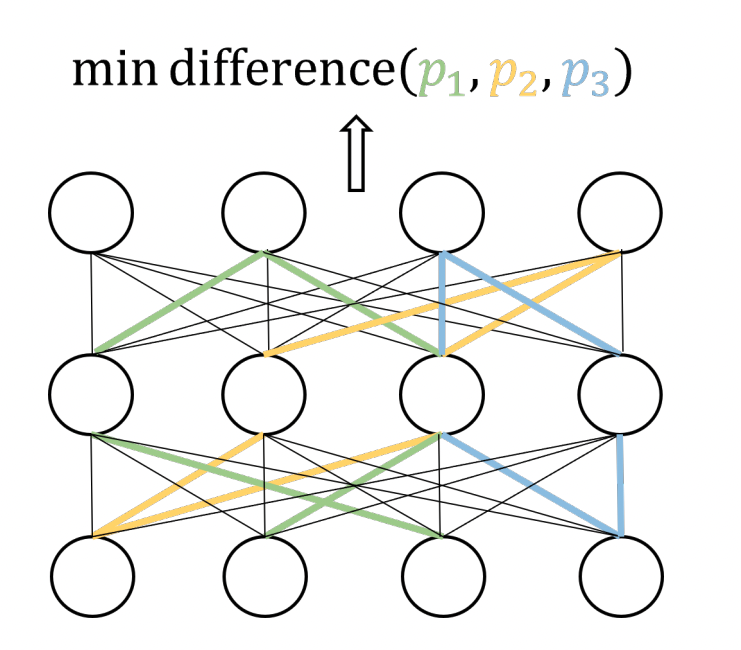 min difference(p₁, p₂, p₃)